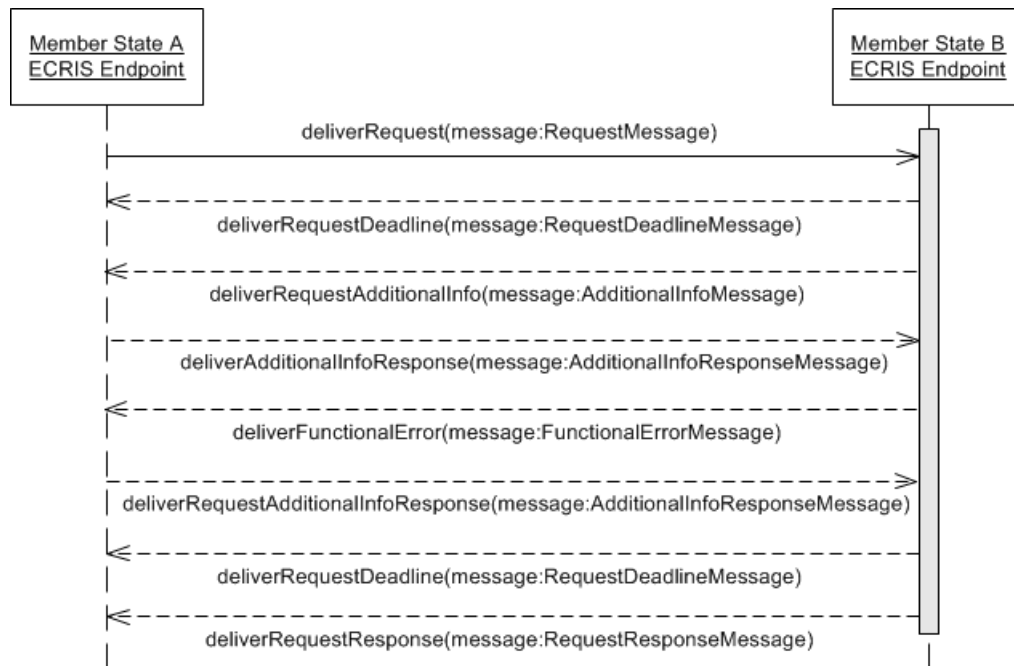 Member State A
ECRIS Endpoint
Member State B
ECRIS Endpoint
deliverRequest(message:RequestMessage)
deliverRequestDeadline(message:RequestDeadlineMessage)
deliverRequestAdditionalInfo(message:AdditionalInfoMessage)
deliverAdditionalInfoResponse(message:AdditionalInfoResponseMessage)
deliverFunctionalError(message:FunctionalErrorMessage)
deliverRequestAdditionalInfoResponse(message:AdditionalInfoResponseMessage)
deliverRequestDeadline(message:RequestDeadlineMessage)
deliverRequestResponse(message:RequestResponseMessage)